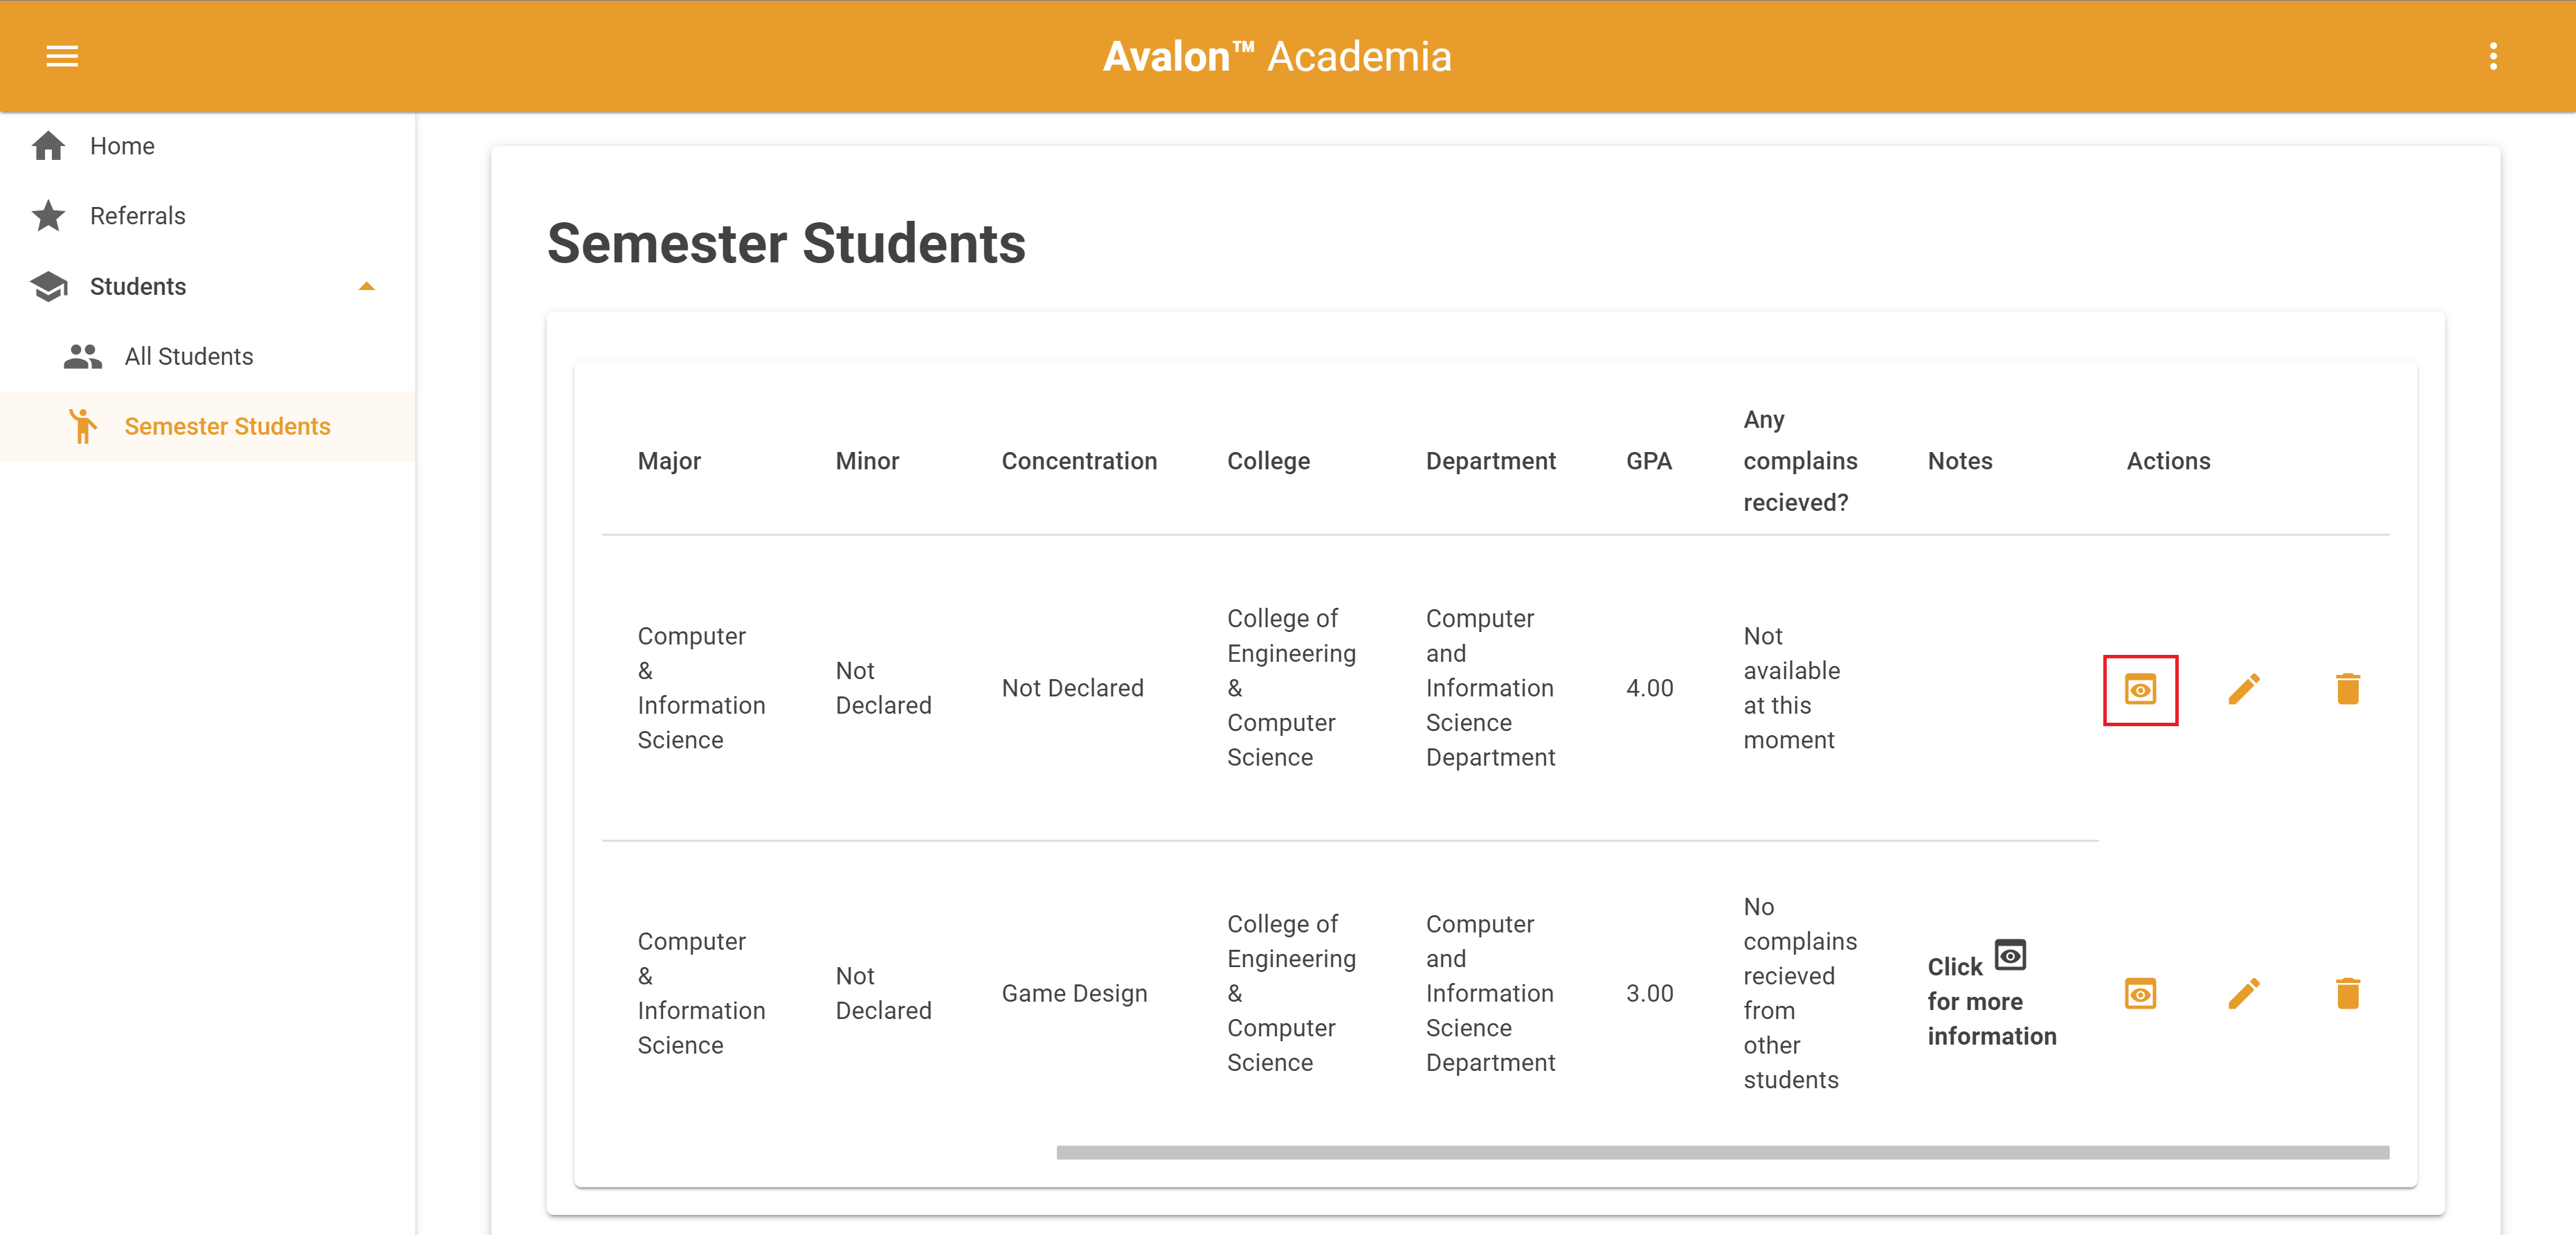 Avalon™ Academia
Home
Referrals
Students
All Students
Semester Students
Semester Students
Major
Minor
Concentration
College
Department
GPA
Any
complains
recieved?
Notes
Actions
Computer
&
Information
Science
Not
Declared
Not Declared
College of
Engineering
&
Computer
Science
Computer
and
Information
Science
Department
4.00
Not
available
at this
moment
Computer
&
Information
Science
Not
Declared
Game Design
College of
Engineering
&
Computer
Science
Computer
and
Information
Science
Department
3.00
No
complains
recieved
from
other
students
Click
for more
information